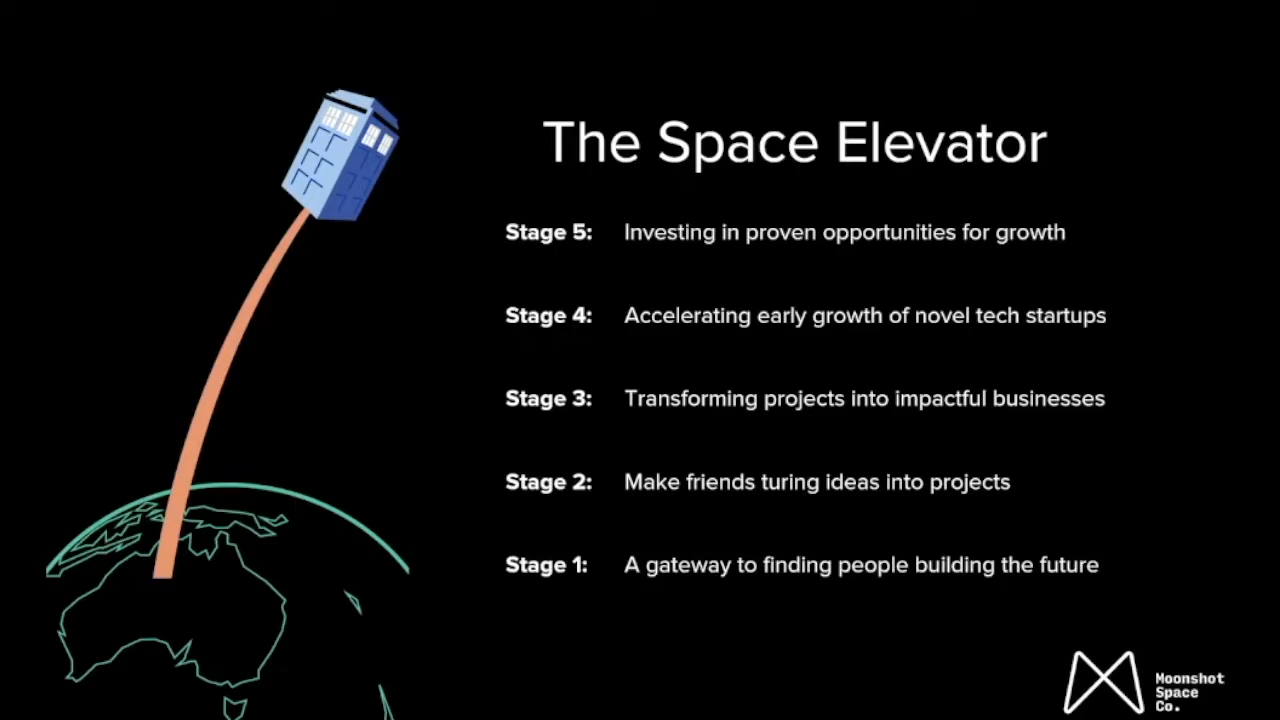 The Space Elevator
Stage 5: Investing in proven opportunities for growth
Stage 4: Accelerating early growth of novel tech startups
Stage 3: Transforming projects into impactful businesses
Stage 2: Make friends turing ideas into projects
Stage 1: A gateway to finding people building the future
Moonshot
Space
Co.